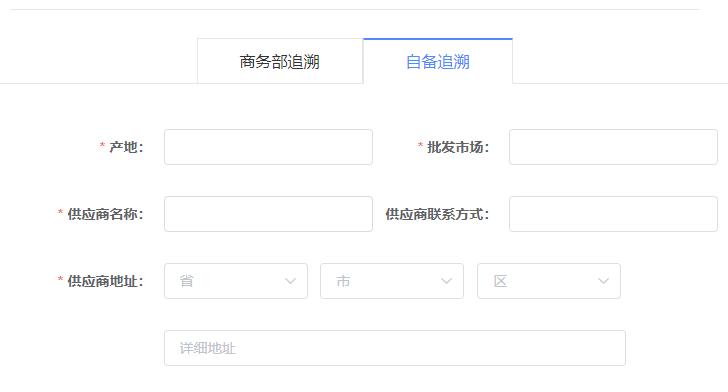 商务部追溯 自备追溯
* 产地： * 批发市场：
* 供应商名称： 供应商联系方式：
* 供应商地址： 省 市 区
详细地址